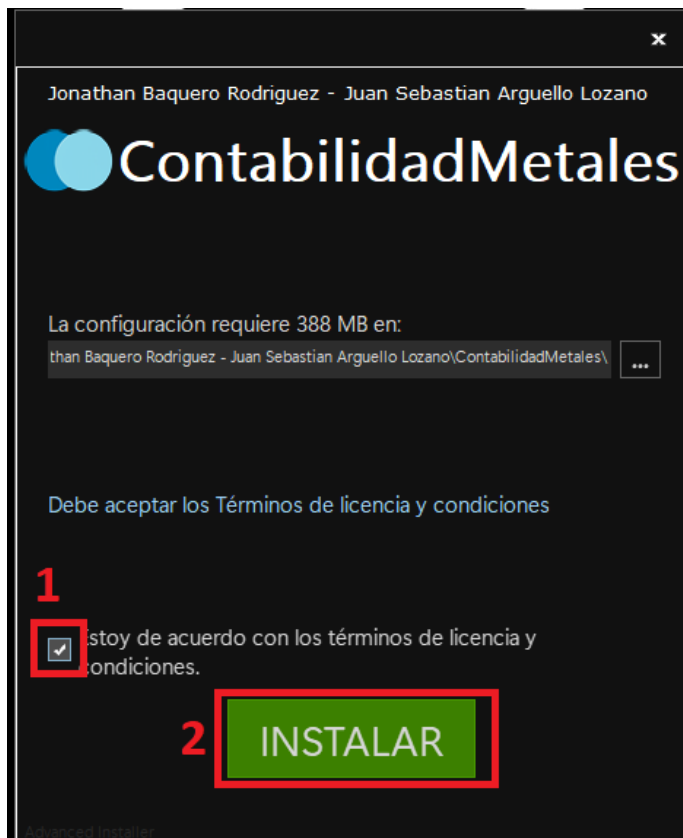 ×
Jonathan Baquero Rodriguez - Juan Sebastian Arguello Lozano
ContabilidadMetales
La configuración requiere 388 MB en:
than Baquero Rodriguez - Juan Sebastian Arguello Lozano\ContabilidadMetales\
...
Debe aceptar los Términos de licencia y condiciones
1
Estoy de acuerdo con los términos de licencia y
condiciones.
2 INSTALAR
Advanced Installer